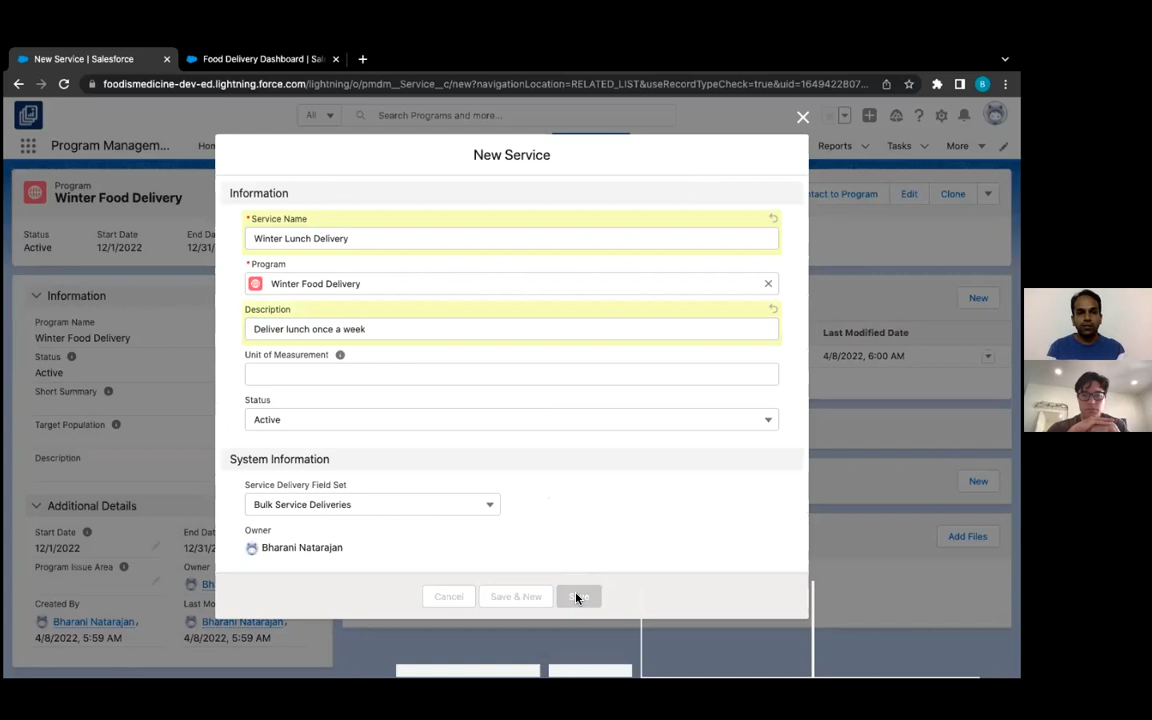 New Service | Salesforce
Food Delivery Dashboard | Sal
foodismedicine-dev-ed.lightning.force.com/lightning/o/pmdm__Service__c/new?navigationLocation=RELATED_LIST&useRecordTypeCheck=true&uid=1649422807...
B
All
Search Programs and more...
Program Managem...
Reports
Tasks
More
New Service
Program
Winter Food Delivery
ntact to Program
Edit
Clone
Status
Start Date
End Da
Active
12/1/2022
12/31/2
Information
Service Name
Winter Lunch Delivery
Program
Winter Food Delivery
Description
Deliver lunch once a week
Unit of Measurement
Status
Active
System Information
Service Delivery Field Set
Bulk Service Deliveries
Owner
Bharani Natarajan
Cancel
Save & New
Information
Program Name
Winter Food Delivery
Status
Active
Short Summary
Target Population
Description
Additional Details
Start Date
End Dat
12/1/2022
12/31/2
Program Issue Area
Owner
Bh
Created By
Last Mo
Bharani Natarajan,
Bharani Natarajan,
4/8/2022, 5:59 AM
4/8/2022, 5:59 AM
New
Last Modified Date
4/8/2022, 6:00 AM
New
Add Files